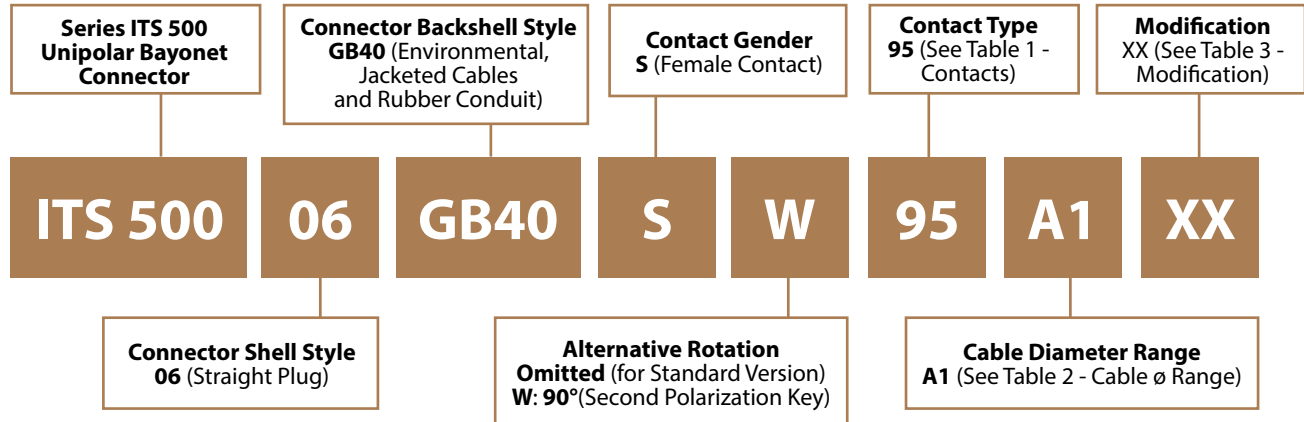 Series ITS 500
Unipolar Bayonet
Connector
Connector Backshell Style
GB40 (Environmental,
Jacketed Cables
and Rubber Conduit)
Contact Gender
S (Female Contact)
Contact Type
95 (See Table 1 -
Contacts)
Modification
XX (See Table 3 -
Modification)
ITS 500 06 GB40 S W 95 A1 XX
Connector Shell Style
06 (Straight Plug)
Alternative Rotation
Omitted (for Standard Version)
W: 90°(Second Polarization Key)
Cable Diameter Range
A1 (See Table 2 - Cable ø Range)